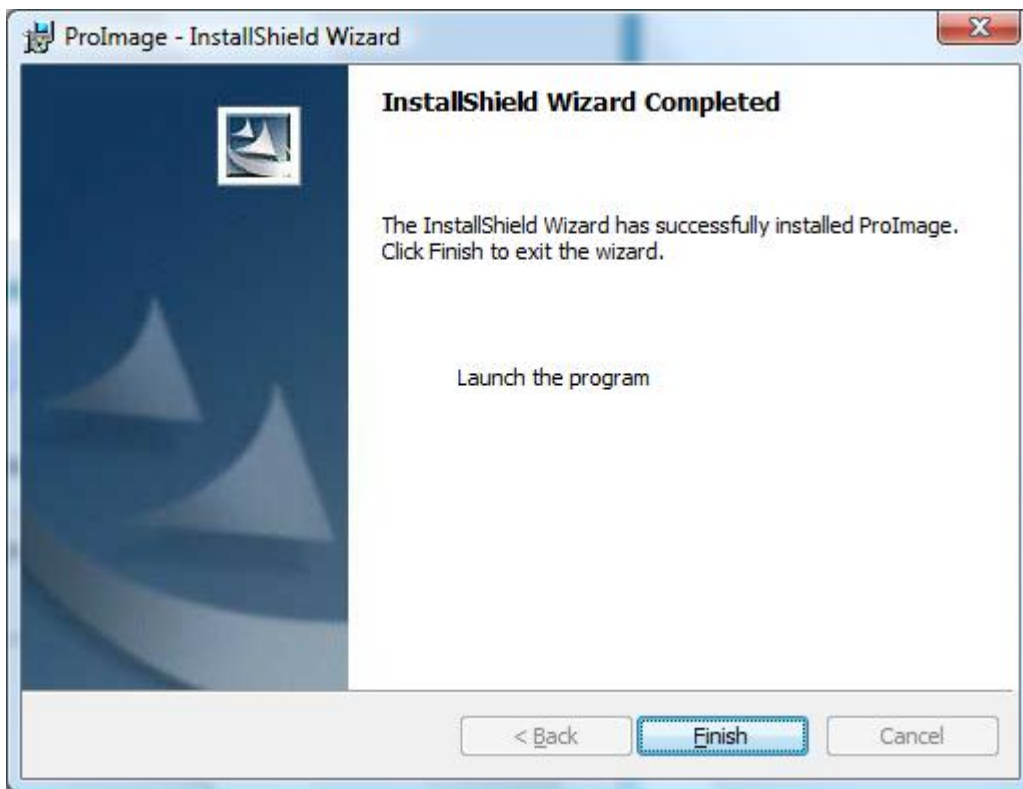 ProImage - InstallShield Wizard
InstallShield Wizard Completed
The InstallShield Wizard has successfully installed ProImage.
Click Finish to exit the wizard.
Launch the program
< Back
Finish
Cancel